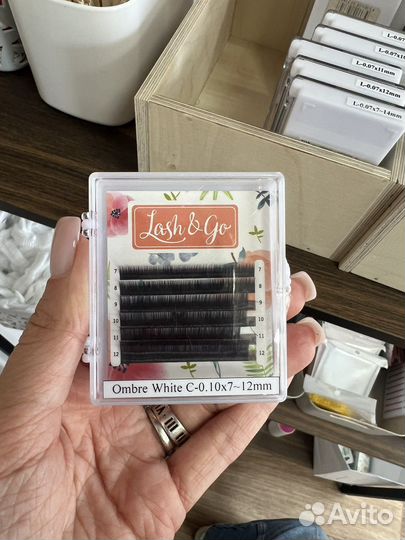 L-0.07x11mm
L-0.07x12mm
L-0.07x7~14mm
Lash & Go
7 7
8 8
9 9
10 10
11 11
12 12
Ombre White C-0.10x7~12mm
Avito